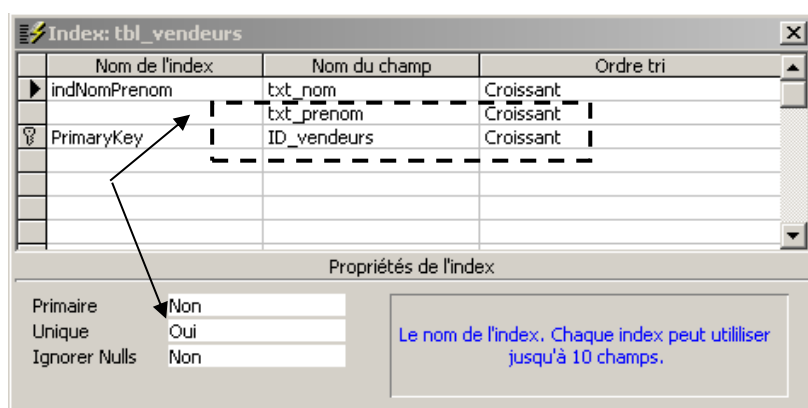 Index: tbl_vendeurs
Nom de l'index Nom du champ Ordre tri
indNomPrenom txt_nom Croissant
txt_prenom Croissant
PrimaryKey ID_vendeurs Croissant
Propriétés de l'index
Primaire Non
Unique Oui
Ignorer Nulls Non
Le nom de l'index. Chaque index peut utililiser
jusqu'à 10 champs.